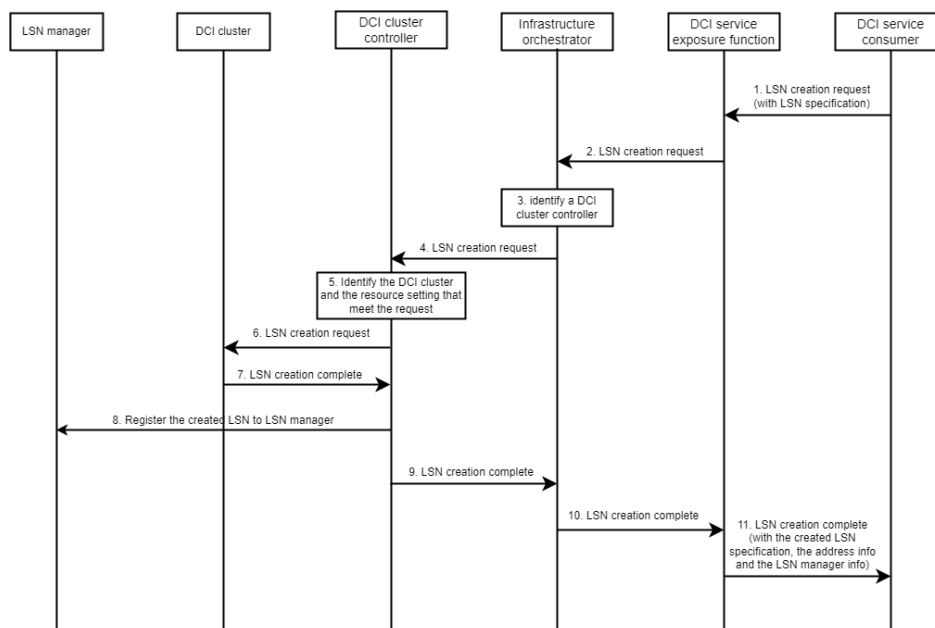 LSN manager
DCI cluster
DCI cluster
controller
Infrastructure
orchestrator
DCI service
exposure function
DCI service
consumer
1. LSN creation request
(with LSN specification)
2. LSN creation request
3. identify a DCI
cluster controller
4. LSN creation request
5. Identify the DCI cluster
and the resource setting that
meet the request
6. LSN creation request
7. LSN creation complete
8. Register the created LSN to LSN manager
9. LSN creation complete
10. LSN creation complete
11. LSN creation complete
(with the created LSN
specification, the address info
and the LSN manager info)